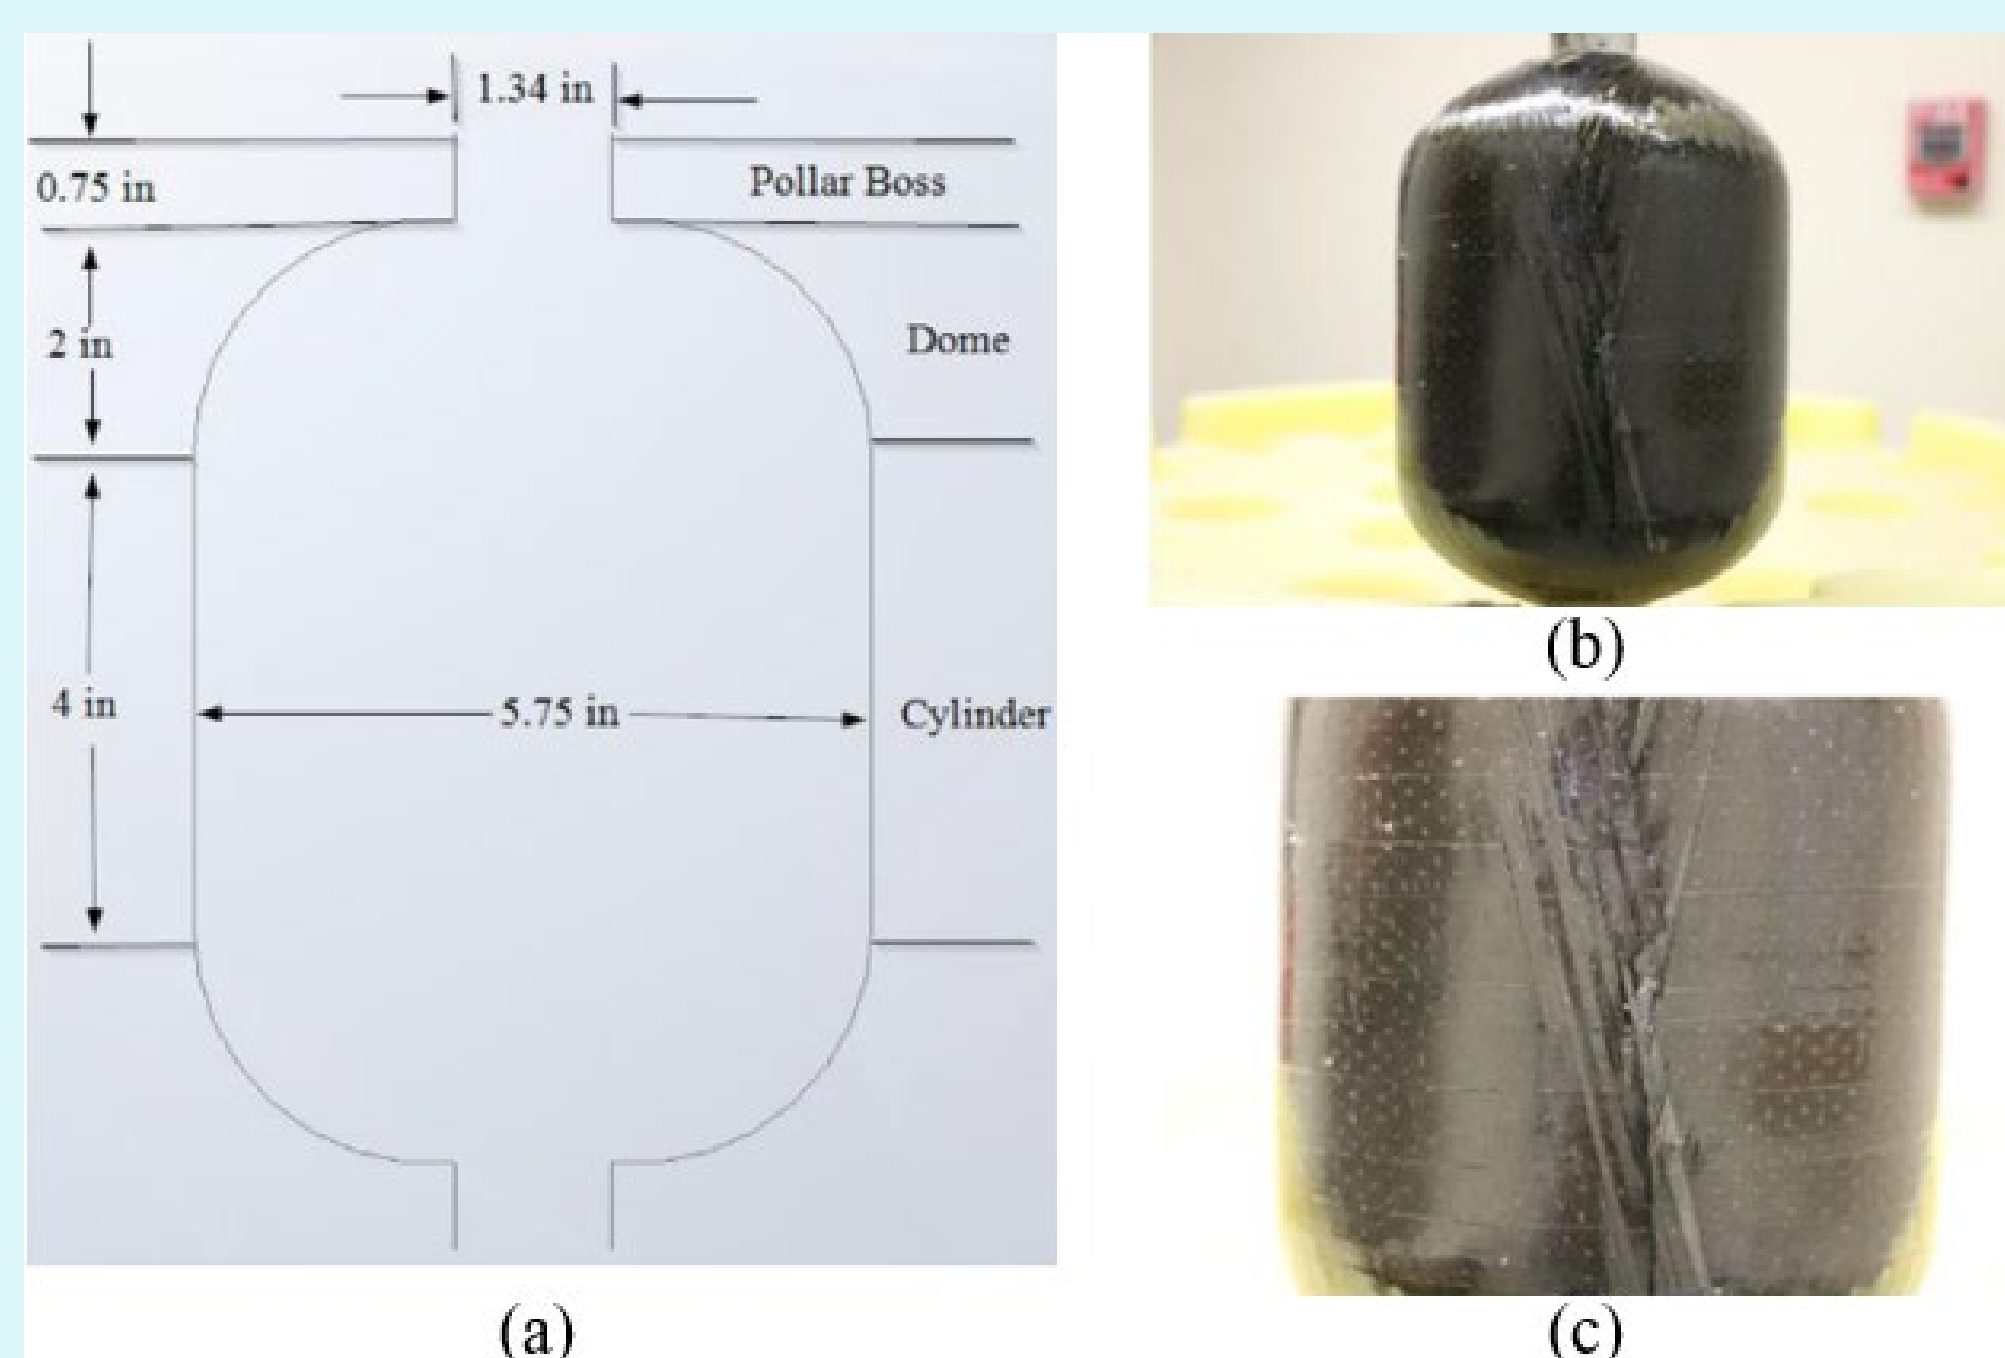 1.34 in
0.75 in
Pollar Boss
2 in
Dome
4 in
5.75 in
Cylinder
(a)
(b)
(c)